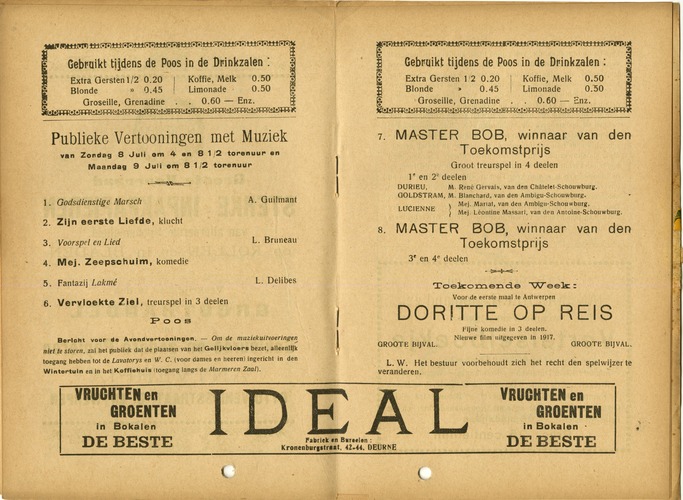 Gebruikt tijdens de Poos in de Drinkzalen :
Extra Gersten 1/2 0.20 Koffie, Melk 0.50
Blonde » 0.45 Limonade 0.50
Groseille, Grenadine . . 0.60 — Enz.
Publieke Vertooningen met Muziek
van Zondag 8 Juli om 4 en 8 1/2 torenuur en
Maandag 9 Juli om 8 1/2 torenuur
1. Godsdienstige Marsch A. Guilmant
2. Zijn eerste Liefde, klucht
3. Voorspel en Lied L. Bruneau
4. Mej. Zeepschuim, komedie
5. Fantazij Lakmé L. Delibes
6. Vervloekte Ziel, treurspel in 3 deelen
Poos
Bericht voor de Avondvertooningen. — Om de muziekuitvoeringen
niet te storen, zal het publiek dat de plaatsen van het Gelijkvloers bezet, alleenlijk
toegang hebben tot de Lavatorys en W. C. (voor dames en heeren) ingericht in den
Wintertuin en in het Koffiehuis (toegang langs de Marmeren Zaal).
Gebruikt tijdens de Poos in de Drinkzalen :
Extra Gersten 1 2 0.20 Koffie, Melk 0.50
Blonde » 0.45 Limonade 0.50
Groseille, Grenadine . . 0.60 — Enz.
7. MASTER BOB, winnaar van den
Toekomstprijs
Groot treurspel in 4 deelen
1e en 2e deelen
DURIEU, M. René Gervais, van den Châtelet-Schouwburg.
GOLDSTRAM, M. Blanchard, van den Ambigu-Schouwburg.
LUCIENNE } Mej. Marial, van den Ambigu-Schouwburg.
Mej. Léontine Massart, van den Antoine-Schouwburg.
8. MASTER BOB, winnaar van den
Toekomstprijs
3e en 4e deelen
Toekomende Week:
Voor de eerste maal te Antwerpen
DORITTE OP REIS
Fijne komedie in 3 deelen.
Nieuwe film uitgegeven in 1917.
GROOTE BIJVAL. GROOTE BIJVAL.
L. W. Het bestuur voorbehoudt zich het recht den spelwijzer te
veranderen.
VRUCHTEN en
GROENTEN
in Bokalen
DE BESTE
IDEAL
Fabriek en Bureelen :
Kronenburgstraat, 42-44, DEURNE
VRUCHTEN en
GROENTEN
in Bokalen
DE BESTE